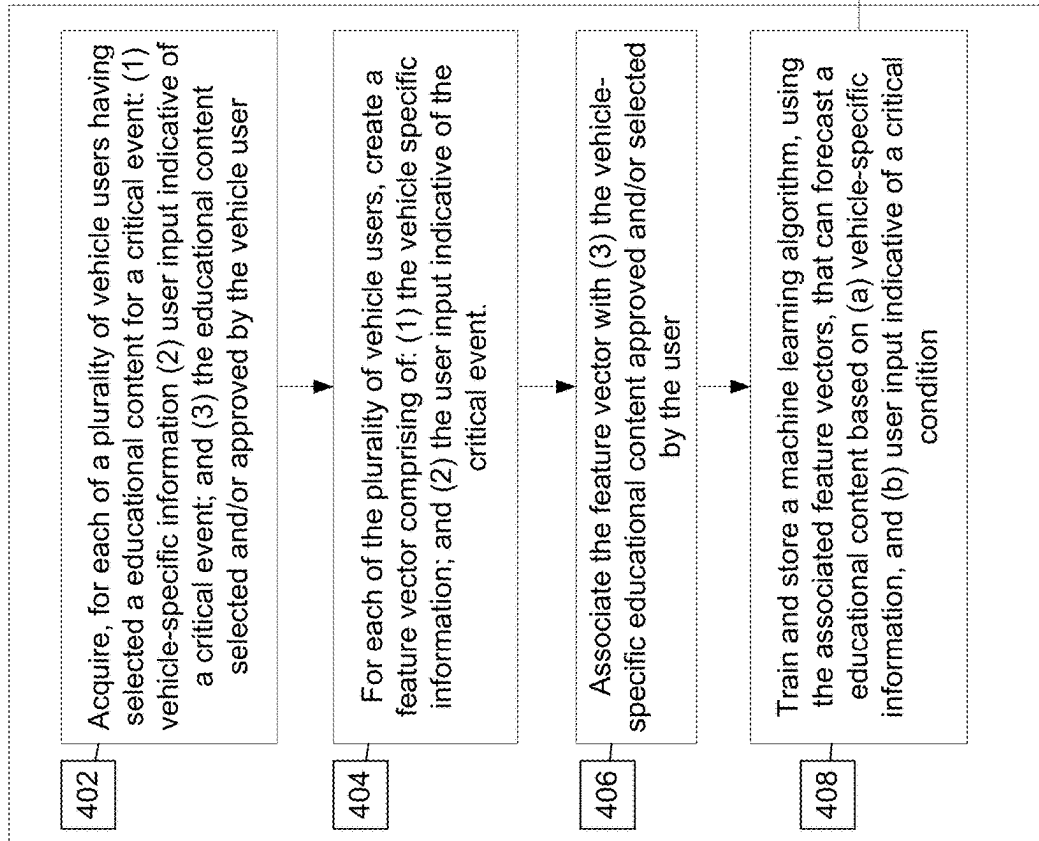 402
Acquire, for each of a plurality of vehicle users having
selected a educational content for a critical event: (1)
vehicle-specific information (2) user input indicative of
a critical event; and (3) the educational content
selected and/or approved by the vehicle user
404
For each of the plurality of vehicle users, create a
feature vector comprising of: (1) the vehicle specific
information; and (2) the user input indicative of the
critical event.
406
Associate the feature vector with (3) the vehicle-
specific educational content approved and/or selected
by the user
408
Train and store a machine learning algorithm, using
the associated feature vectors, that can forecast a
educational content based on (a) vehicle-specific
information, and (b) user input indicative of a critical
condition